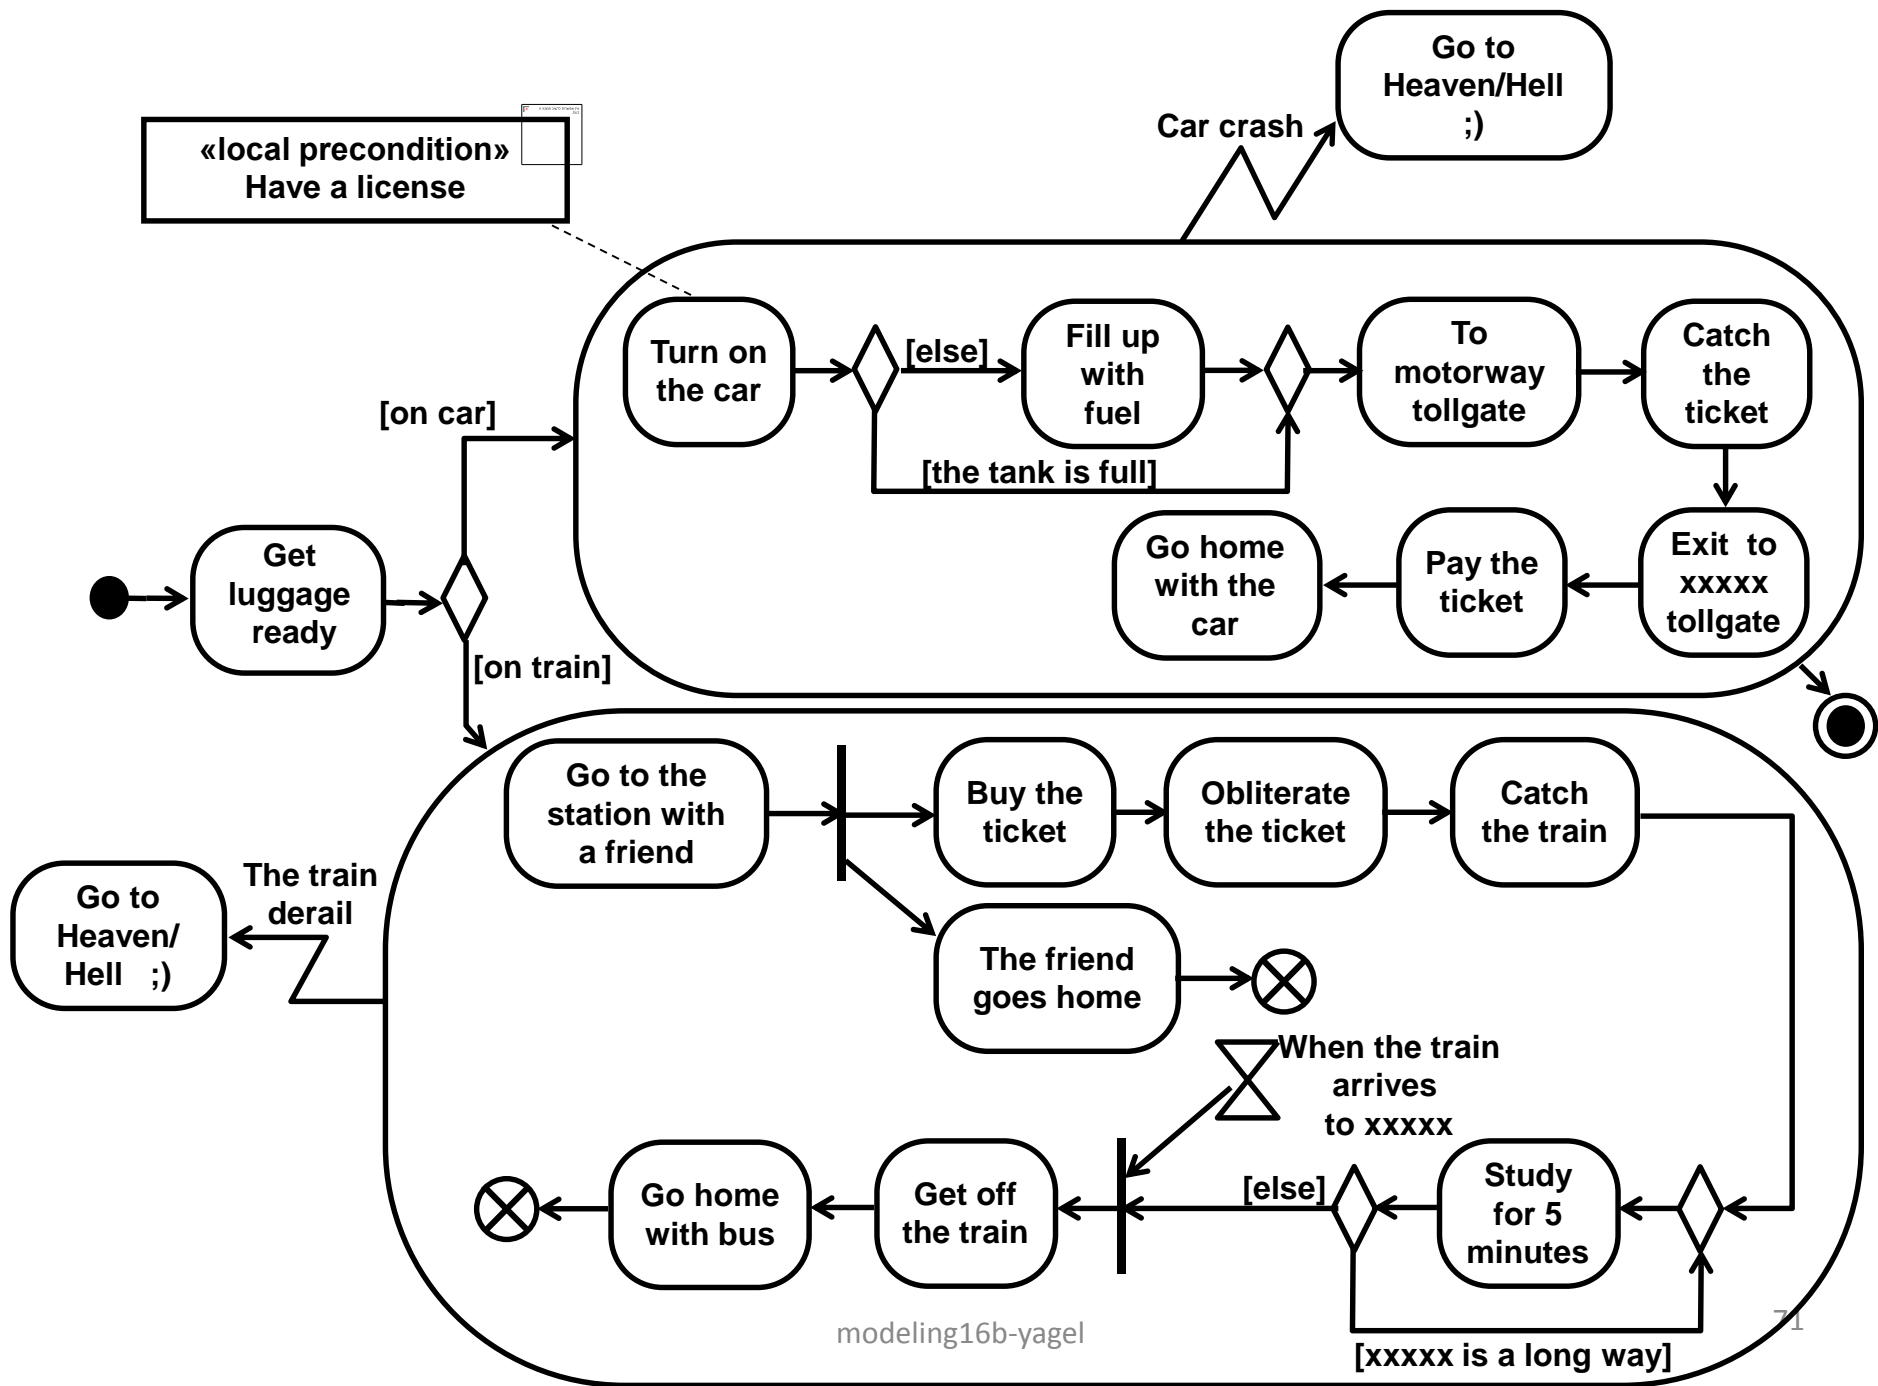 Go to
Heaven/Hell
;)
Car crash
«local precondition»
Have a license
Turn on
the car
[else]
Fill up
with
fuel
To
motorway
tollgate
Catch
the
ticket
[on car]
[the tank is full]
Go home
with the
car
Pay the
ticket
Exit to
xxxxx
tollgate
Get
luggage
ready
[on train]
Go to the
station with
a friend
Buy the
ticket
Obliterate
the ticket
Catch
the train
The train
derail
Go to
Heaven/
Hell ;)
The friend
goes home
When the train
arrives
to xxxxx
Go home
with bus
Get off
the train
[else]
Study
for 5
minutes
[xxxxx is a long way]
modeling16b-yagel
71